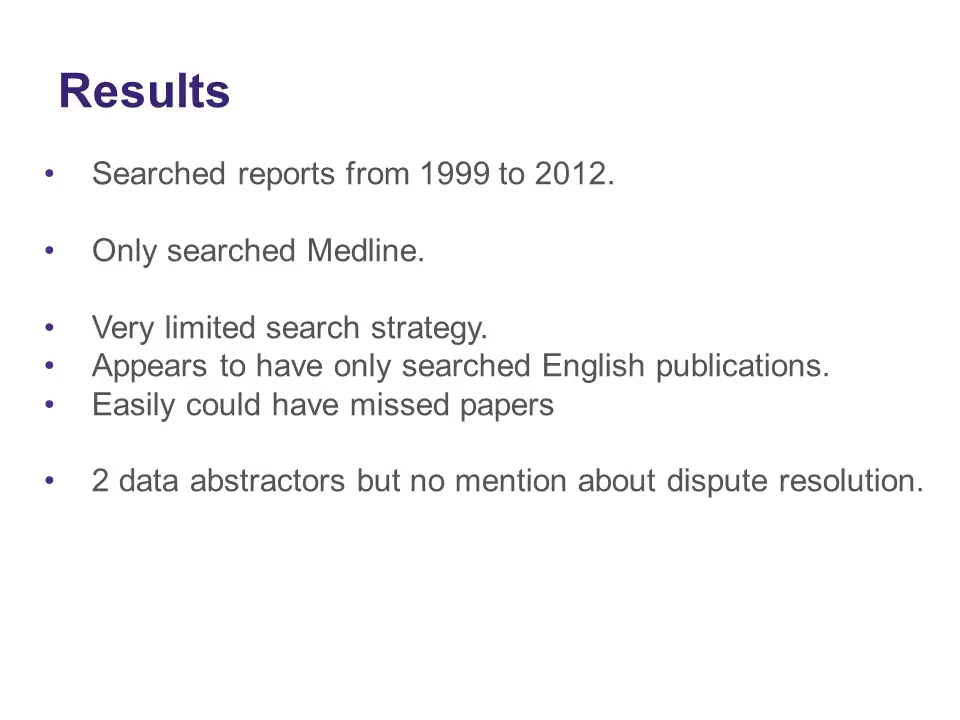 Results
• Searched reports from 1999 to 2012.
• Only searched Medline.
• Very limited search strategy.
• Appears to have only searched English publications.
• Easily could have missed papers
• 2 data abstractors but no mention about dispute resolution.